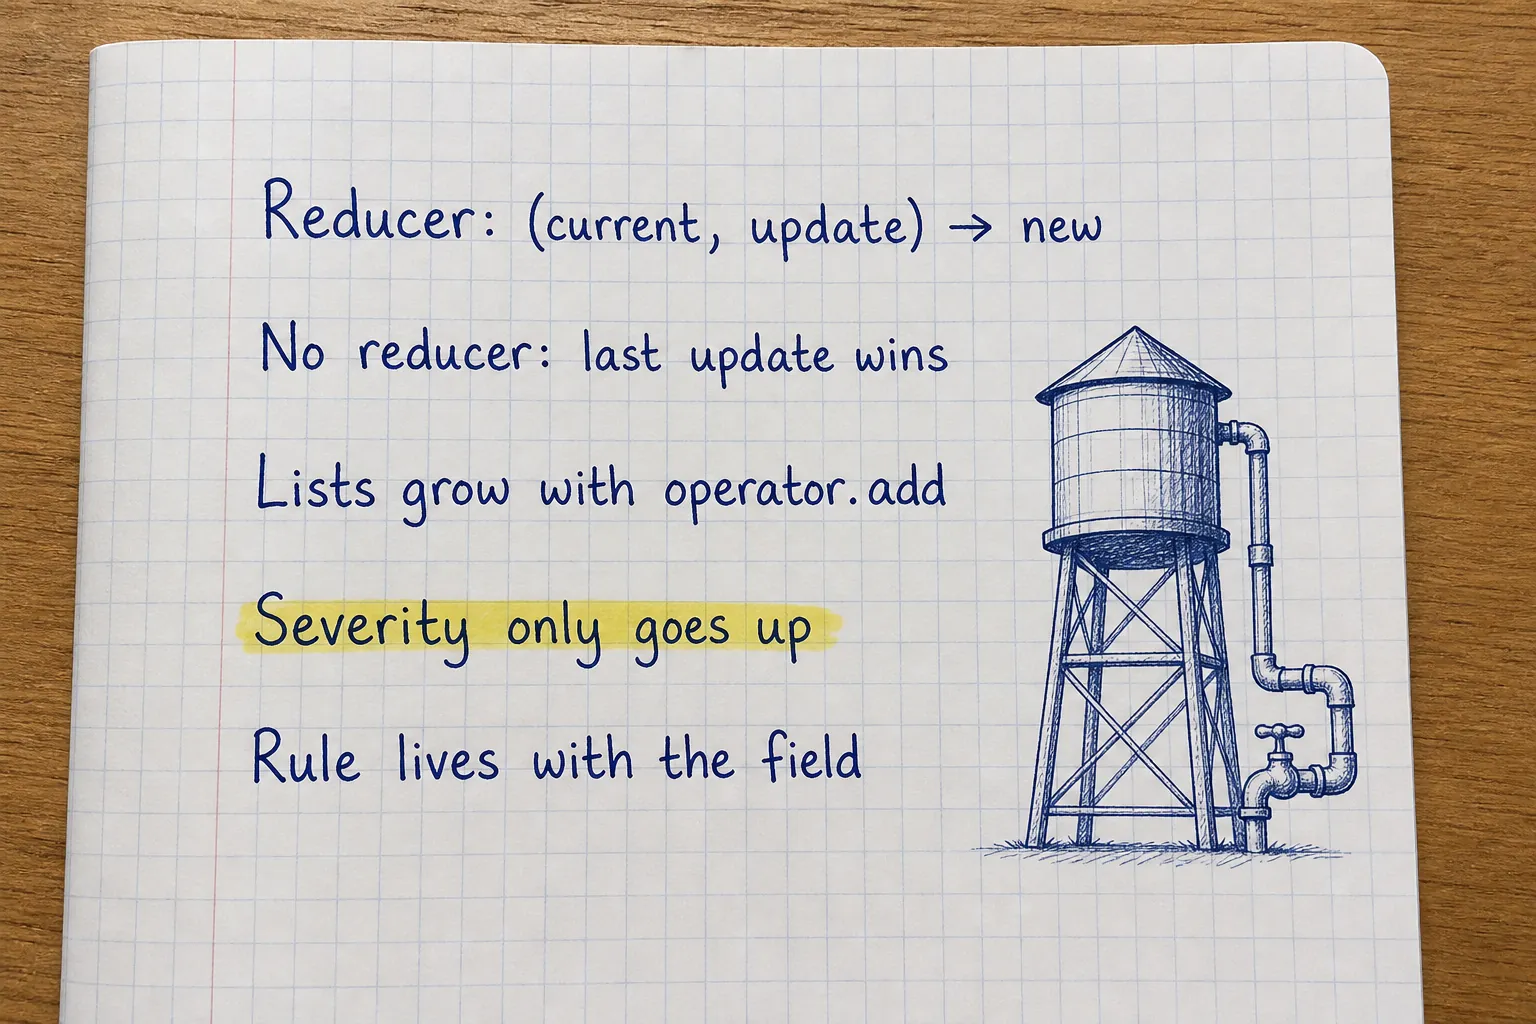 Reducer: (current, update) → new
No reducer: last update wins
Lists grow with operator.add
Severity only goes up
Rule lives with the field